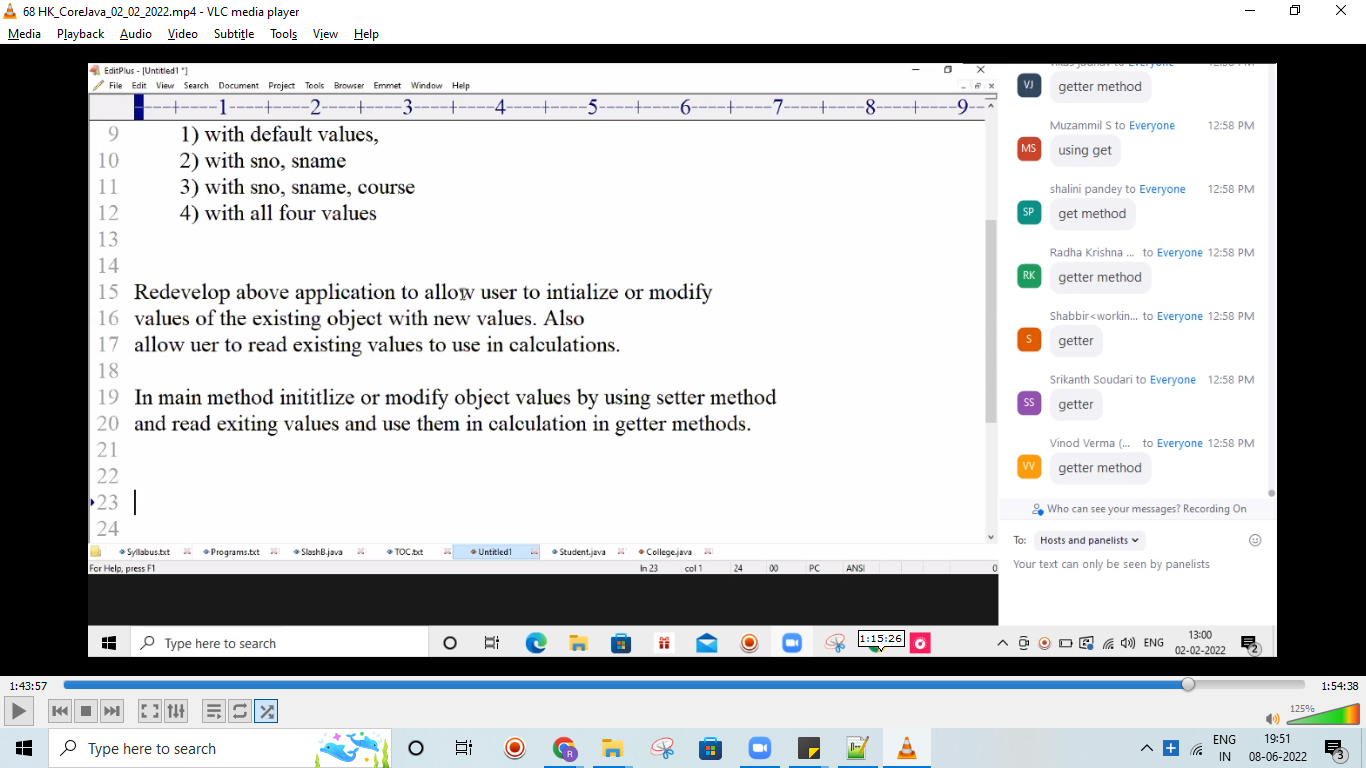 68 HK_CoreJava_02_02_2022.mp4 - VLC media player
Media Playback Audio Video Subtitle Tools View Help
EditPlus - [Untitled1 *]
File Edit View Search Document Project Tools Browser Emmet Window Help
----+----1----+----2----+----3----+----4----+----5----+----6----+----7----+----8----+----9--
9 1) with default values,
10 2) with sno, sname
11 3) with sno, sname, course
12 4) with all four values
13
14
15 Redevelop above application to allow user to intialize or modify
16 values of the existing object with new values. Also
17 allow uer to read existing values to use in calculations.
18
19 In main method inititlize or modify object values by using setter method
20 and read exiting values and use them in calculation in getter methods.
21
22
23
24
Syllabus.txt Programs.txt SlashB.java TOC.txt Untitled1 Student.java College.java
For Help, press F1 ln 23 col 1 24 00 PC ANSI 0
VJ
getter method
Muzammil S to Everyone 12:58 PM
MS
using get
shalini pandey to Everyone 12:58 PM
SP
get method
Radha Krishna ... to Everyone 12:58 PM
RK
getter method
Shabbir<workin... to Everyone 12:58 PM
S
getter
Srikanth Soudari to Everyone 12:58 PM
SS
getter
Vinod Verma (... to Everyone 12:58 PM
VV
getter method
Who can see your messages? Recording On
To: Hosts and panelists
Your text can only be seen by panelists
Type here to search
1:15:26
ENG
13:00
02-02-2022
2
1:43:57
1:54:38
125%
Type here to search
R
ENG
IN
19:51
08-06-2022
3